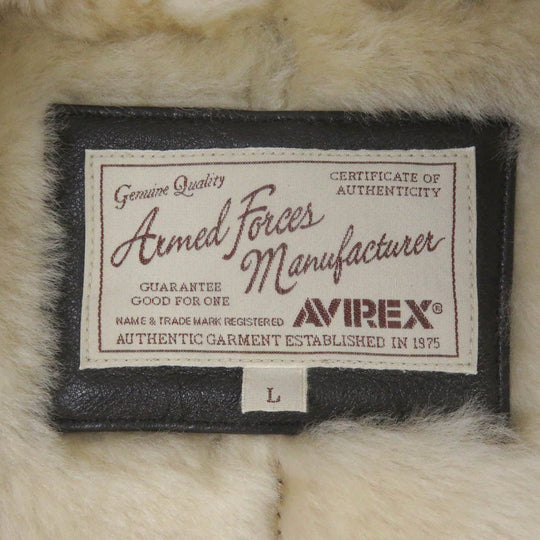 Genuine Quality
CERTIFICATE OF
AUTHENTICITY
Armed Forces
Manufacturer
GUARANTEE
GOOD FOR ONE
NAME & TRADE MARK REGISTERED
AVIREX®
AUTHENTIC GARMENT ESTABLISHED IN 1975
L